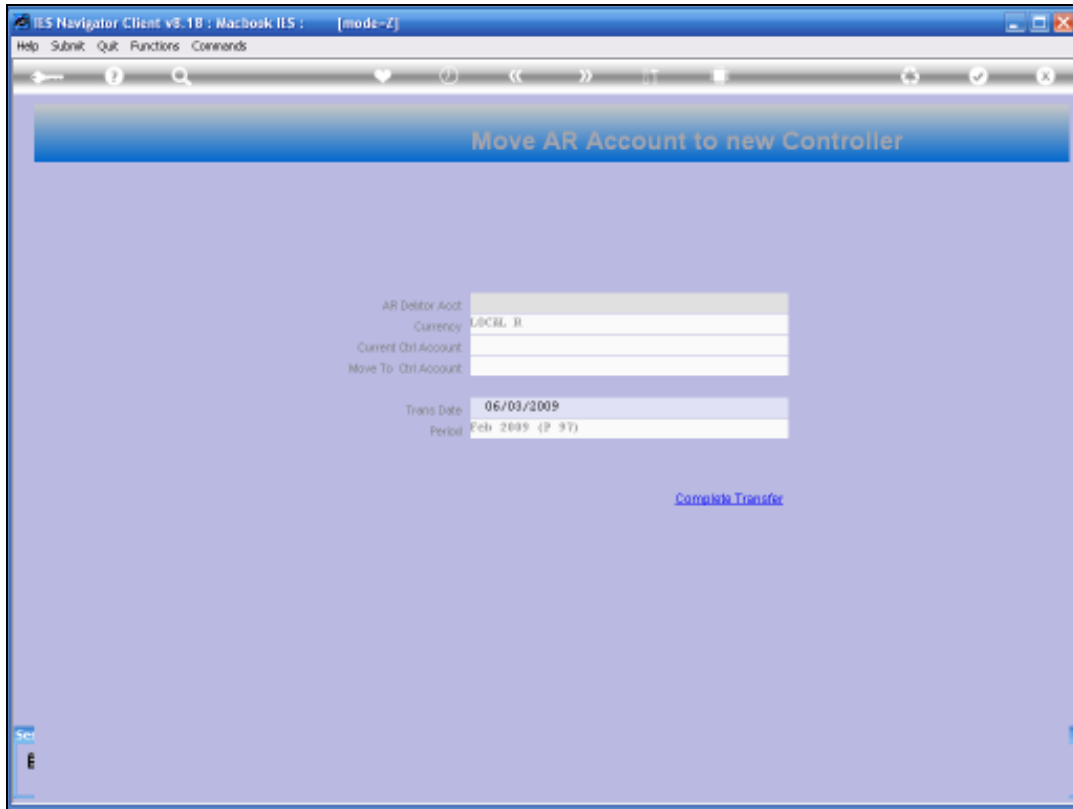 IES Navigator Client v8.18 : Macbook IES : [mode=Z]
Help Submit Quit Functions Commands
Move AR Account to new Controller
AR Debtor Acct
Currency LOCAL R
Current Ctrl Account
Move To Ctrl Account
Trans Date 06/03/2009
Period Feb 2009 (P 97)
Complete Transfer
Se